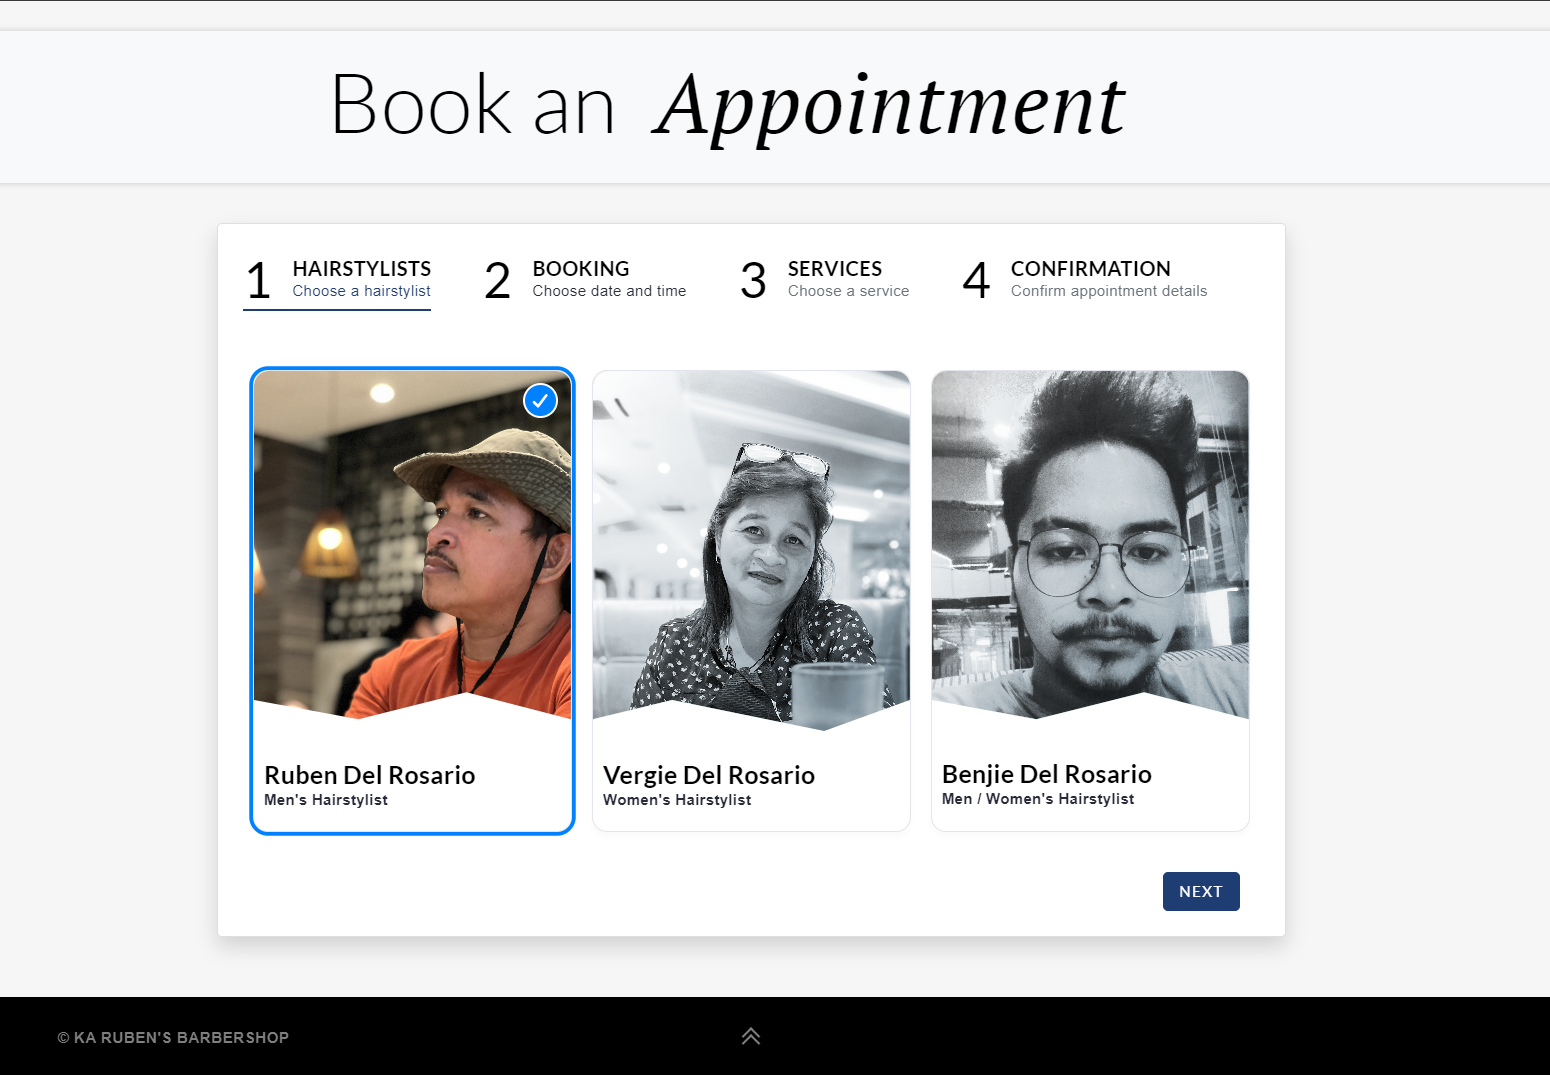 Book an Appointment
1 HAIRSTYLISTS
Choose a hairstylist
2 BOOKING
Choose date and time
3 SERVICES
Choose a service
4 CONFIRMATION
Confirm appointment details
Ruben Del Rosario
Men's Hairstylist
Vergie Del Rosario
Women's Hairstylist
Benjie Del Rosario
Men / Women's Hairstylist
NEXT
© KA RUBEN'S BARBERSHOP